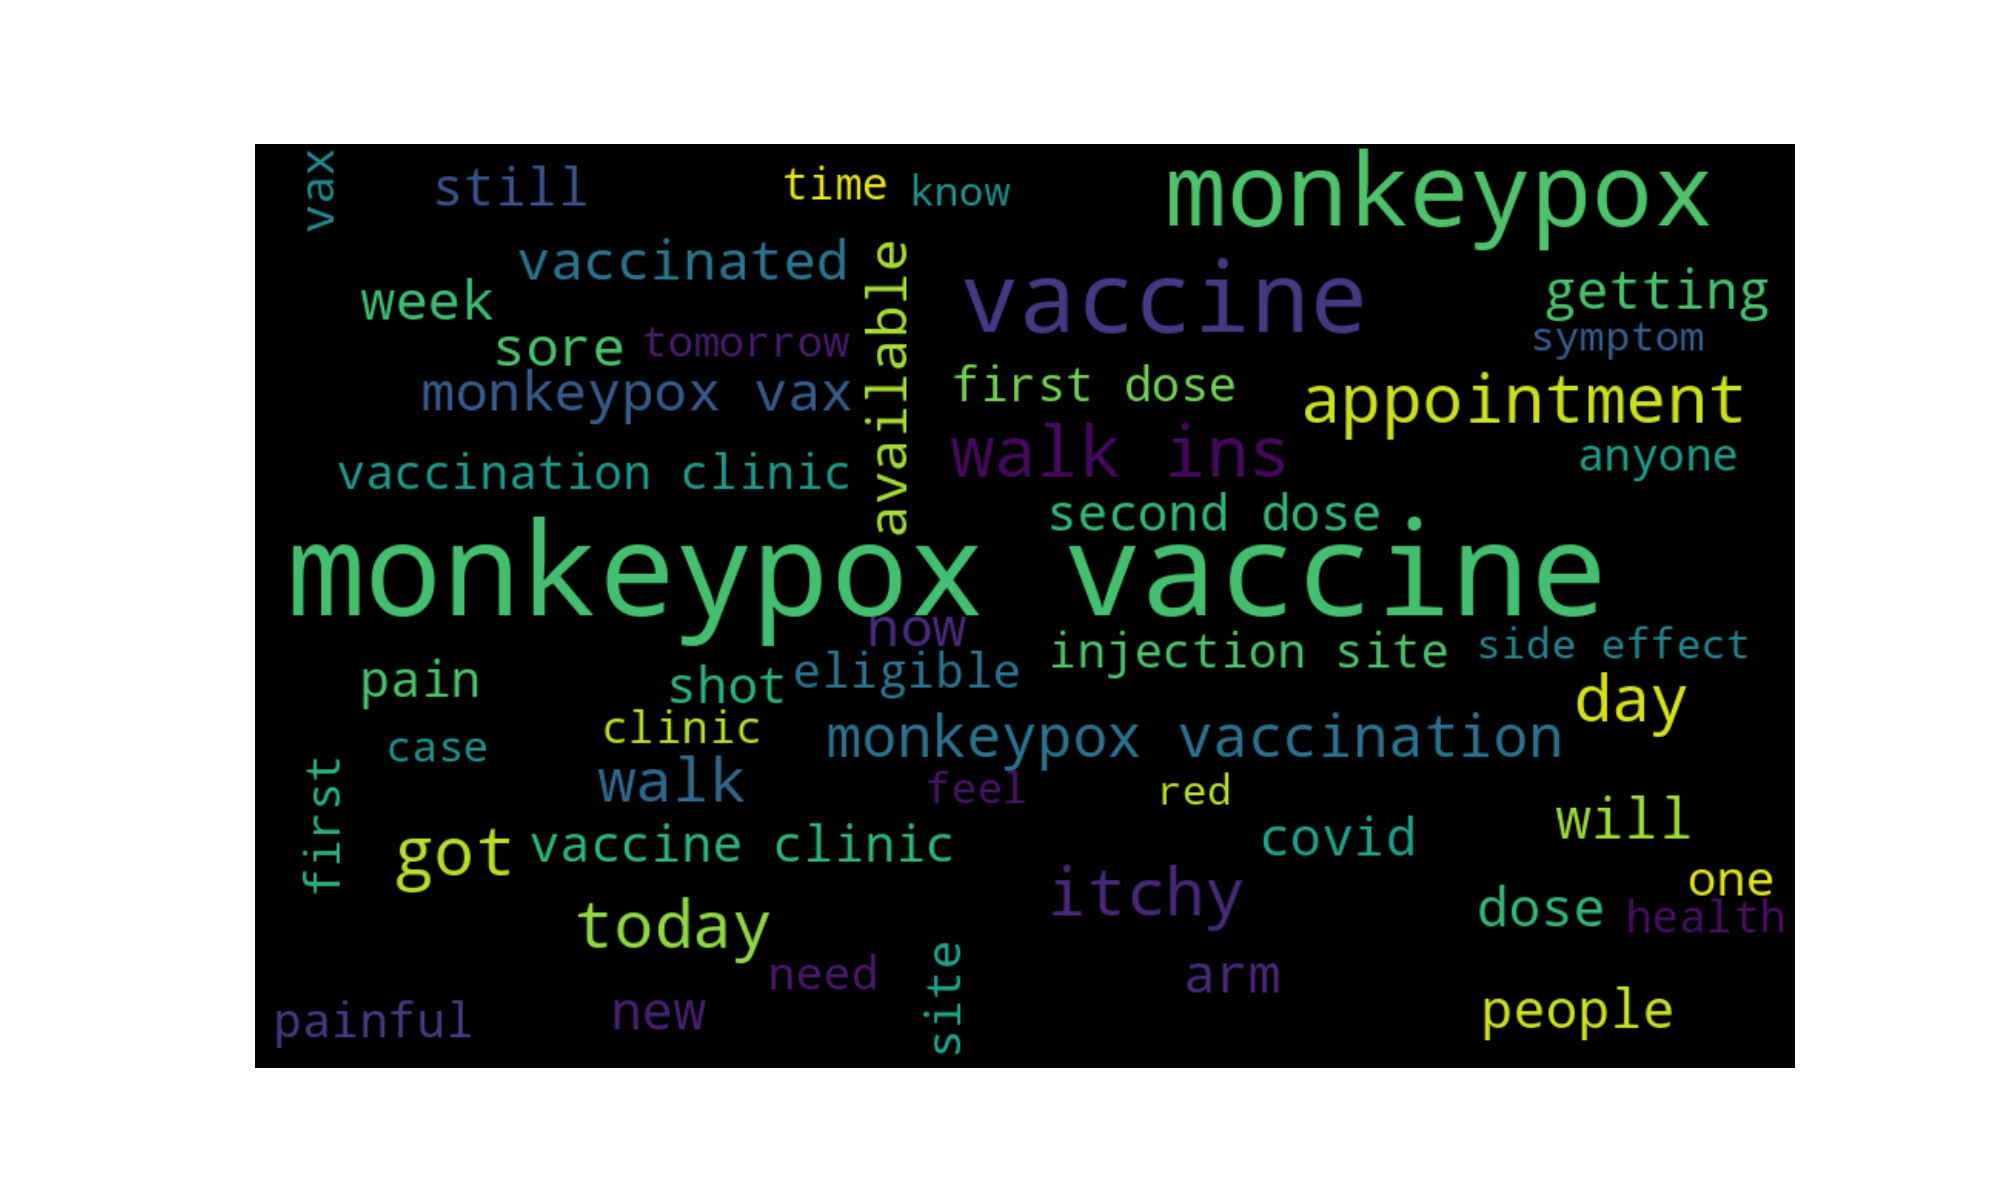 vax
still
time
know
monkeypox
vaccinated
available
vaccine
getting
week
sore
tomorrow
symptom
monkeypox vax
first dose
appointment
walk ins
anyone
vaccination clinic
second dose
monkeypox vaccine
now
injection site
side effect
pain
shot
eligible
day
clinic
monkeypox vaccination
case
walk
feel
red
will
first
got
vaccine clinic
covid
itchy
one
dose
health
today
need
site
arm
people
painful
new